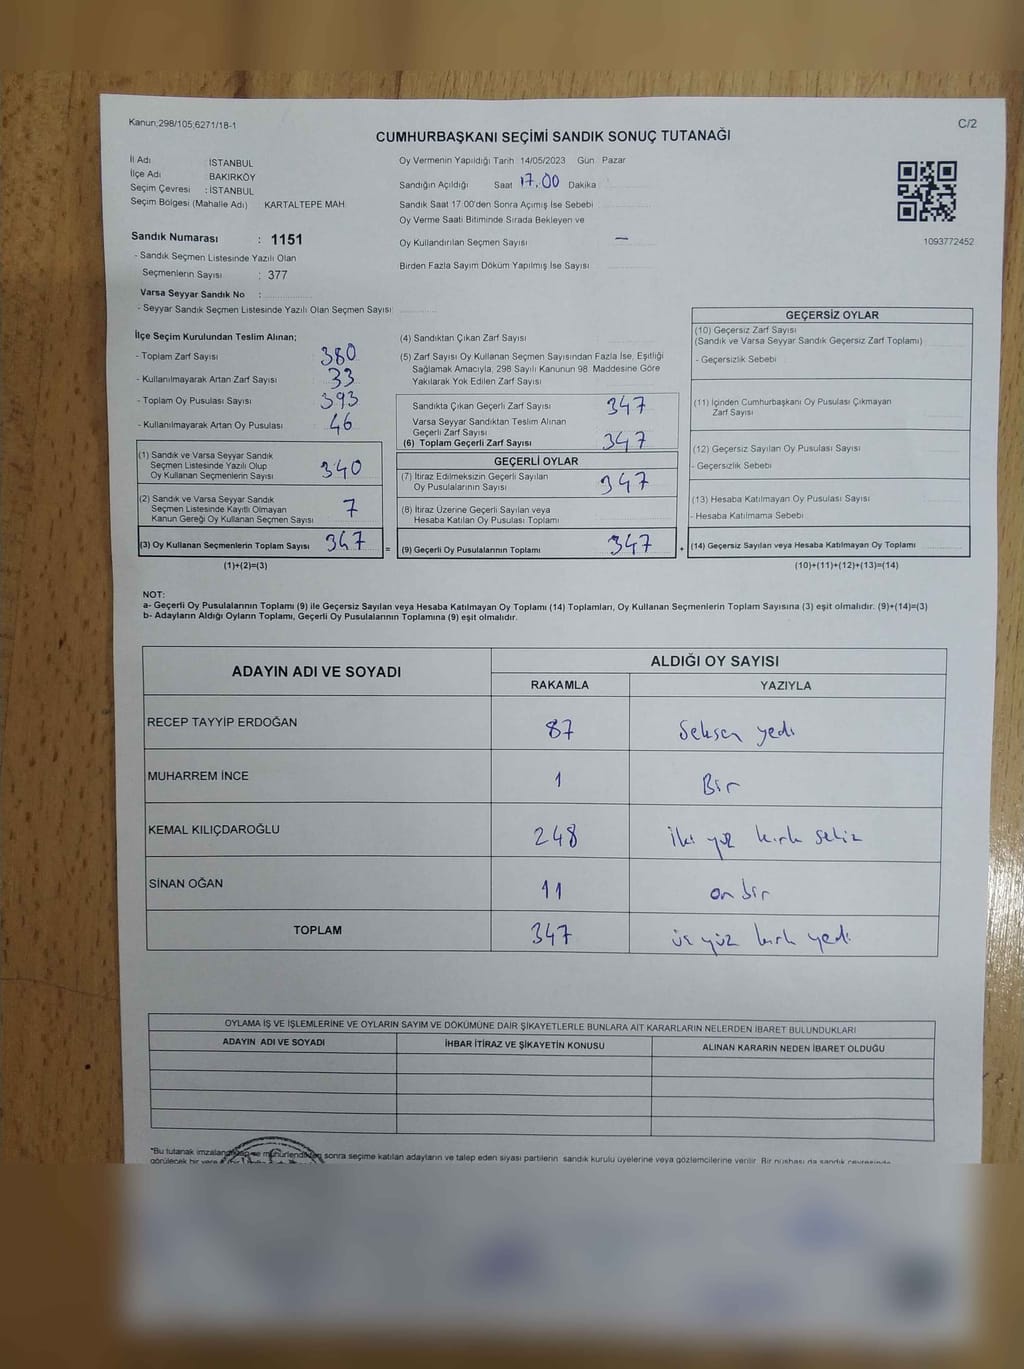 Kanun;298/105;6271/18-1
C/2
CUMHURBAŞKANI SEÇİMİ SANDIK SONUÇ TUTANAĞI
İl Adı : İSTANBUL
İlçe Adı : BAKIRKÖY
Seçim Çevresi : İSTANBUL
Seçim Bölgesi (Mahalle Adı) KARTALTEPE MAH.
Sandık Numarası : 1151
- Sandık Seçmen Listesinde Yazılı Olan
Seçmenlerin Sayısı : 377
Varsa Seyyar Sandık No :
- Seyyar Sandık Seçmen Listesinde Yazılı Olan Seçmen Sayısı:
Oy Vermenin Yapıldığı Tarih 14/05/2023 Gün Pazar
Sandığın Açıldığı Saat 17.00 Dakika
Sandık Saat 17:00'den Sonra Açımış İse Sebebi
Oy Verme Saati Bitiminde Sırada Bekleyen ve
Oy Kullandırılan Seçmen Sayısı —
Birden Fazla Sayım Döküm Yapılmış İse Sayısı
1093772452
İlçe Seçim Kurulundan Teslim Alınan;
- Toplam Zarf Sayısı 380
- Kullanılmayarak Artan Zarf Sayısı 33
- Toplam Oy Pusulası Sayısı 393
- Kullanılmayarak Artan Oy Pusulası 46
(1) Sandık ve Varsa Seyyar Sandık
Seçmen Listesinde Yazılı Olup
Oy Kullanan Seçmenlerin Sayısı 340
(2) Sandık ve Varsa Seyyar Sandık
Seçmen Listesinde Kayıtlı Olmayan
Kanun Gereği Oy Kullanan Seçmen Sayısı 7
(3) Oy Kullanan Seçmenlerin Toplam Sayısı 347
(1)+(2)=(3)
(4) Sandıktan Çıkan Zarf Sayısı
(5) Zarf Sayısı Oy Kullanan Seçmen Sayısından Fazla İse, Eşitliği
Sağlamak Amacıyla, 298 Sayılı Kanunun 98. Maddesine Göre
Yakılarak Yok Edilen Zarf Sayısı
Sandıkta Çıkan Geçerli Zarf Sayısı 347
Varsa Seyyar Sandıktan Teslim Alınan
Geçerli Zarf Sayısı
(6) Toplam Geçerli Zarf Sayısı 347
GEÇERLİ OYLAR
(7) İtiraz Edilmeksizin Geçerli Sayılan
Oy Pusulalarının Sayısı 347
(8) İtiraz Üzerine Geçerli Sayılan veya
Hesaba Katılan Oy Pusulası Toplamı
= (9) Geçerli Oy Pusulalarının Toplamı 347
GEÇERSİZ OYLAR
(10) Geçersiz Zarf Sayısı
(Sandık ve Varsa Seyyar Sandık Geçersiz Zarf Toplamı)
- Geçersizlik Sebebi
(11) İçinden Cumhurbaşkanı Oy Pusulası Çıkmayan
Zarf Sayısı
(12) Geçersiz Sayılan Oy Pusulası Sayısı
- Geçersizlik Sebebi
(13) Hesaba Katılmayan Oy Pusulası Sayısı
- Hesaba Katılmama Sebebi
+ (14) Geçersiz Sayılan veya Hesaba Katılmayan Oy Toplamı
(10)+(11)+(12)+(13)=(14)
NOT:
a- Geçerli Oy Pusulalarının Toplamı (9) ile Geçersiz Sayılan veya Hesaba Katılmayan Oy Toplamı (14) Toplamları, Oy Kullanan Seçmenlerin Toplam Sayısına (3) eşit olmalıdır. (9)+(14)=(3)
b- Adayların Aldığı Oyların Toplamı, Geçerli Oy Pusulalarının Toplamına (9) eşit olmalıdır.
ADAYIN ADI VE SOYADI ALDIĞI OY SAYISI
RAKAMLA YAZIYLA
RECEP TAYYİP ERDOĞAN 87 Seksen yedi
MUHARREM İNCE 1 Bir
KEMAL KILIÇDAROĞLU 248 iki yüz kırk sekiz
SİNAN OĞAN 11 on bir
TOPLAM 347 üç yüz kırk yedi
OYLAMA İŞ VE İŞLEMLERİNE VE OYLARIN SAYIM VE DÖKÜMÜNE DAİR ŞİKAYETLERLE BUNLARA AİT KARARLARIN NELERDEN İBARET BULUNDUKLARI
ADAYIN ADI VE SOYADI İHBAR İTİRAZ VE ŞİKAYETİN KONUSU ALINAN KARARIN NEDEN İBARET OLDUĞU
"Bu tutanak ve mühürlendikten sonra seçime katılan adayların ve talep eden siyasi partilerin sandık kurulu üyelerine veya gözlemcilerine verilir. Bir nüshası da sandık çevresinde
görülecek bir yere